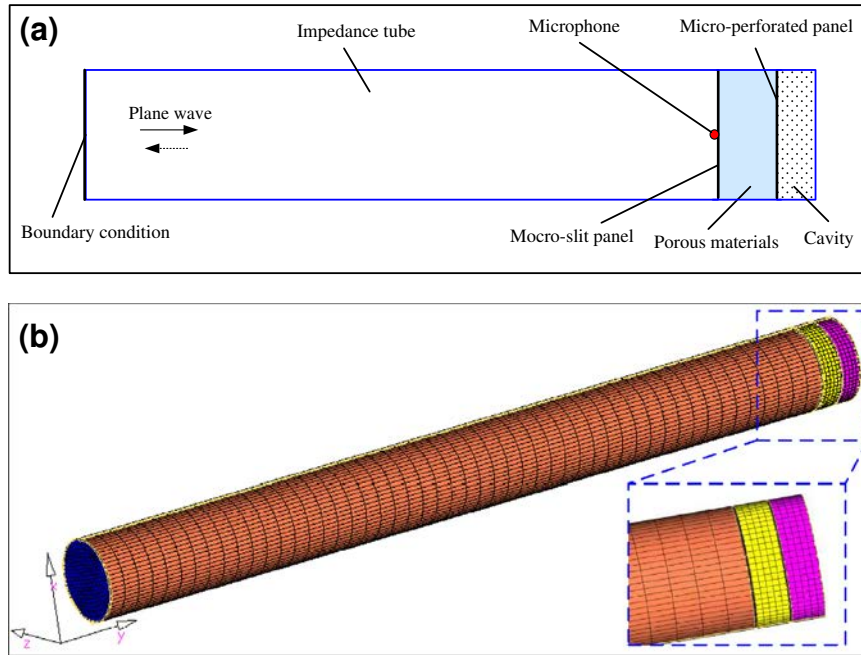 (a)
Impedance tube
Microphone
Micro-perforated panel
Plane wave
Boundary condition
Mocro-slit panel
Porous materials
Cavity
(b)
x
z
y